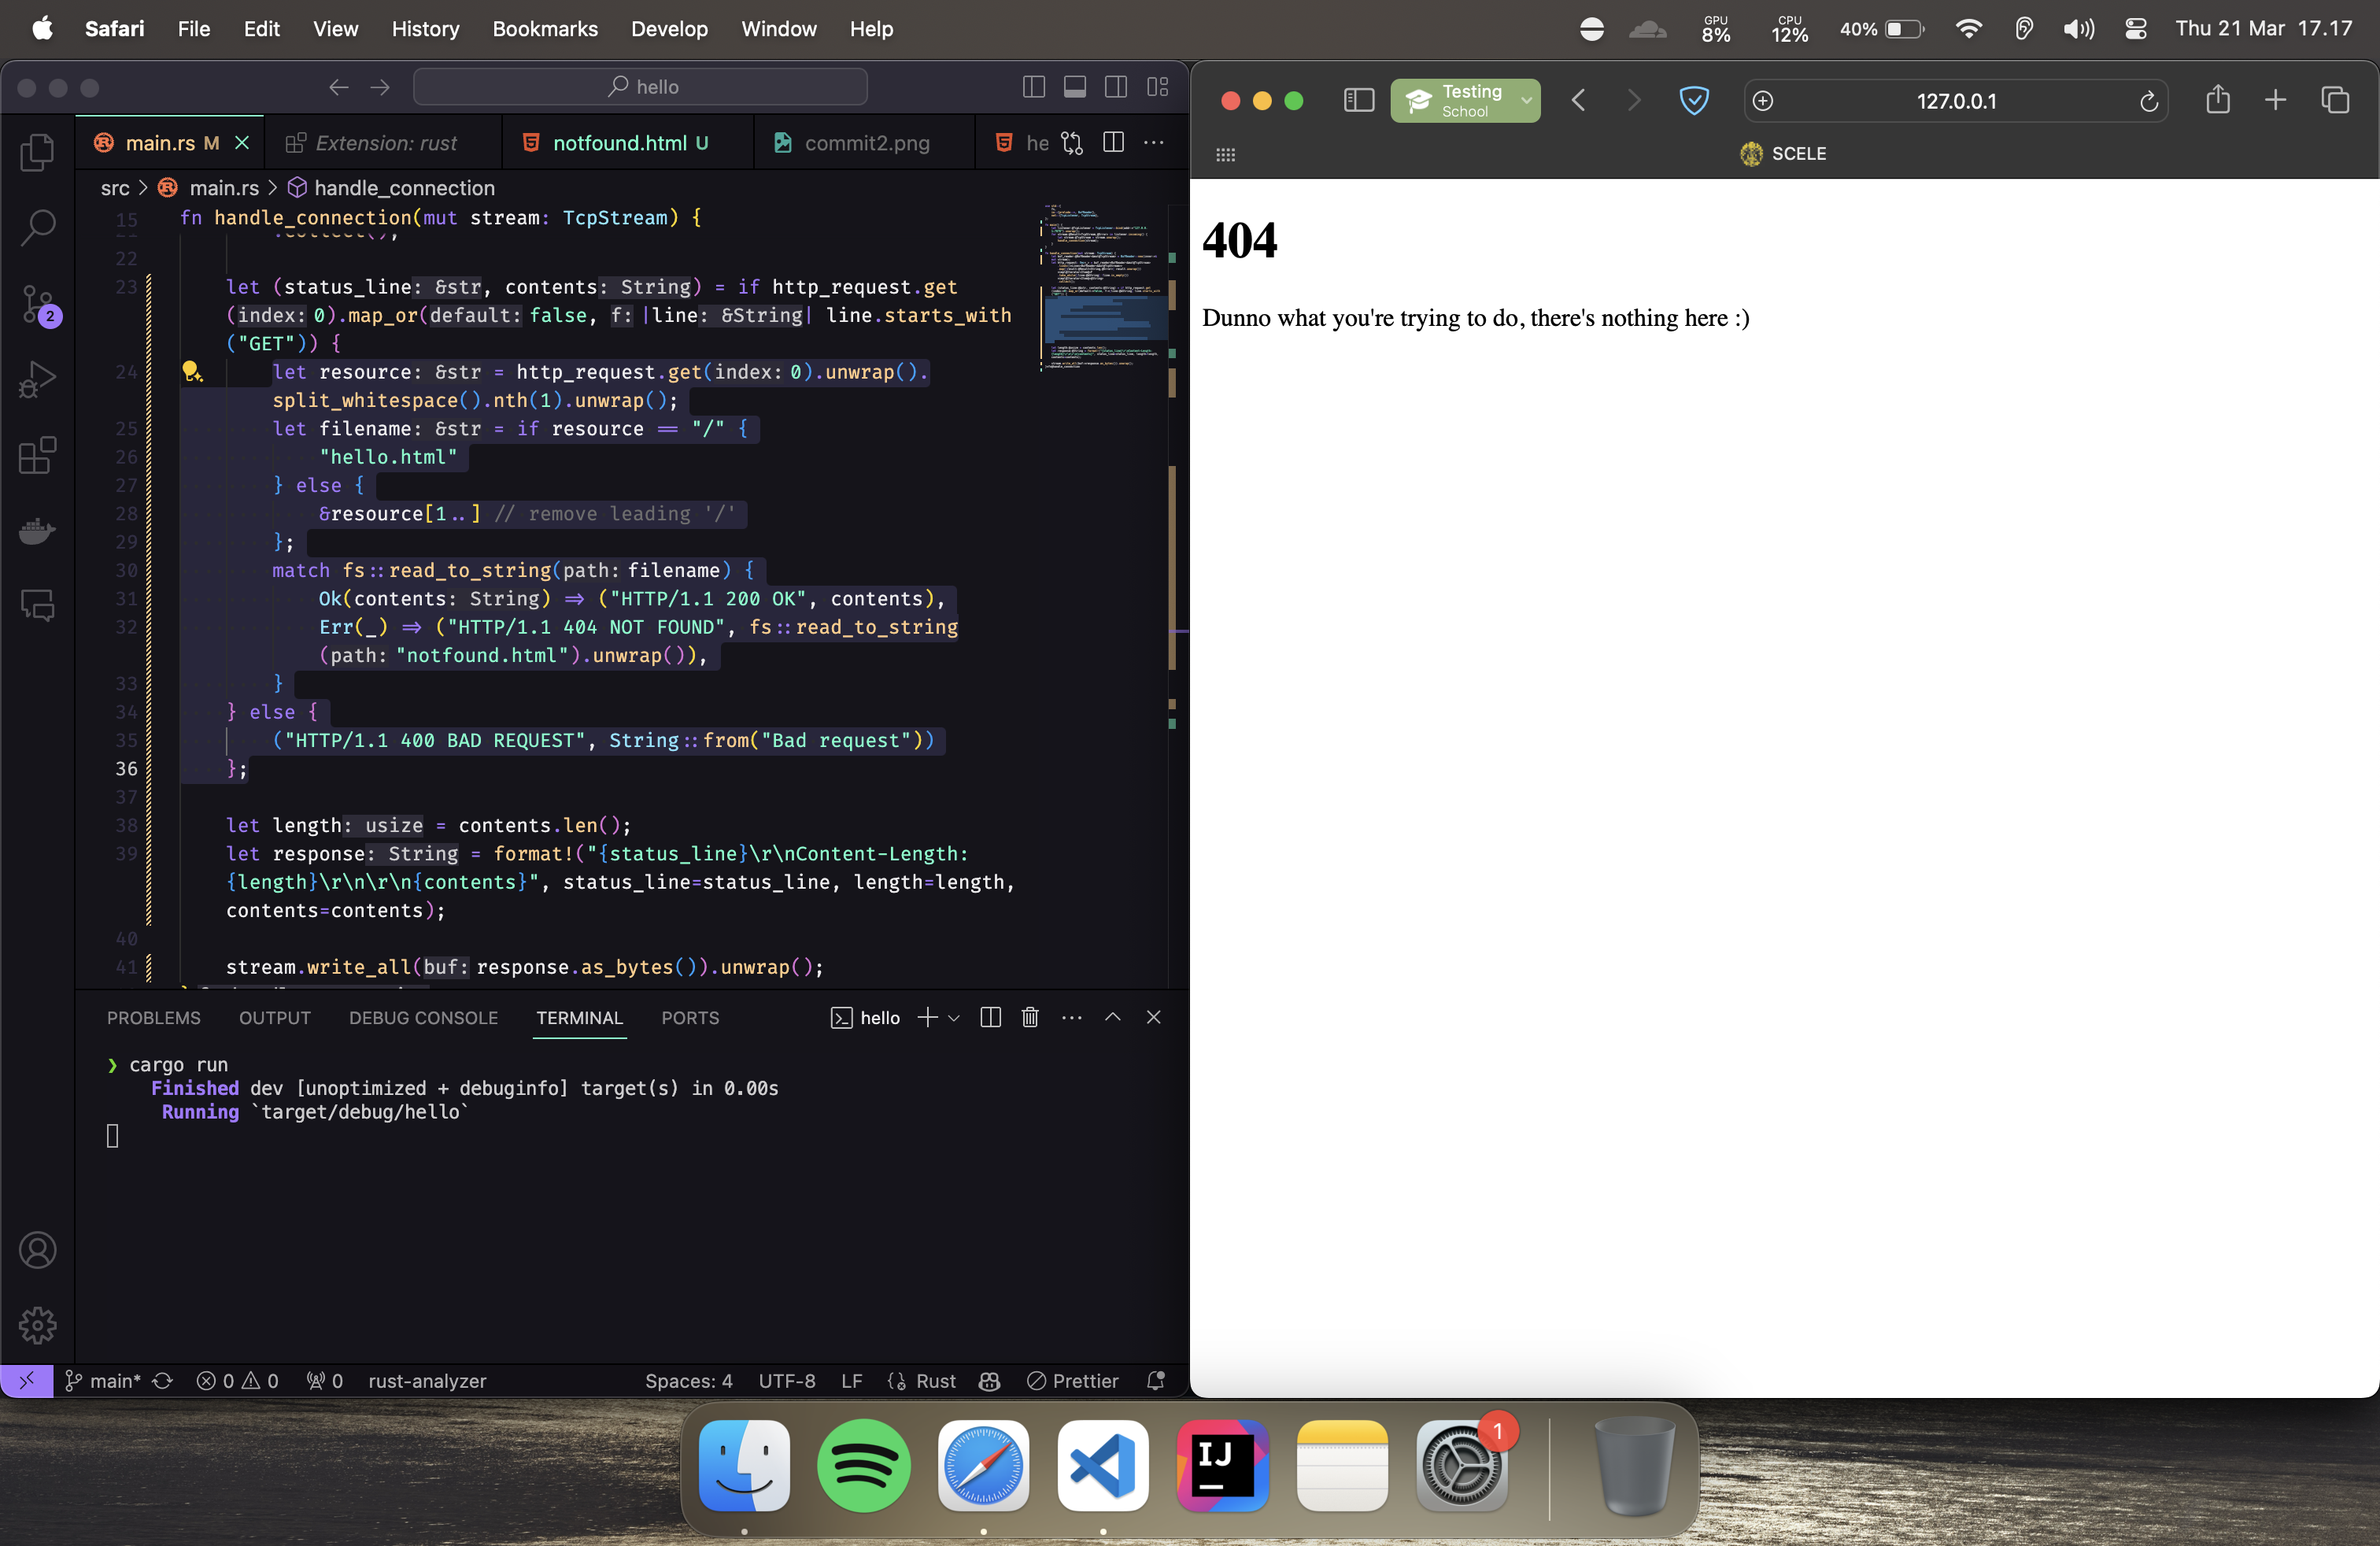 Safari File Edit View History Bookmarks Develop Window Help
GPU 8% CPU 12% 40% Thu 21 Mar 17.17
hello
main.rs M Extension: rust notfound.html U commit2.png he
src > main.rs > handle_connection
15 fn handle_connection(mut stream: TcpStream) {
22
23 let (status_line: &str, contents: String) = if http_request.get
(index: 0).map_or(default: false, f: |line: &String| line.starts_with
("GET")) {
24 let resource: &str = http_request.get(index: 0).unwrap().
split_whitespace().nth(1).unwrap();
25 let filename: &str = if resource == "/" {
26 "hello.html"
27 } else {
28 &resource[1..] // remove leading '/'
29 };
30 match fs::read_to_string(path: filename) {
31 Ok(contents: String) => ("HTTP/1.1 200 OK", contents),
32 Err(_) => ("HTTP/1.1 404 NOT FOUND", fs::read_to_string
(path: "notfound.html").unwrap()),
33 }
34 } else {
35 ("HTTP/1.1 400 BAD REQUEST", String::from("Bad request"))
36 };
37
38 let length: usize = contents.len();
39 let response: String = format!("{status_line}\r\nContent-Length:
{length}\r\n\r\n{contents}", status_line=status_line, length=length,
contents=contents);
40
41 stream.write_all(buf: response.as_bytes()).unwrap();
2
PROBLEMS OUTPUT DEBUG CONSOLE TERMINAL PORTS hello
❯ cargo run
Finished dev [unoptimized + debuginfo] target(s) in 0.00s
Running `target/debug/hello`
main* 0 0 0 rust-analyzer Spaces: 4 UTF-8 LF Rust Prettier
Testing
School
127.0.0.1
SCELE
404
Dunno what you're trying to do, there's nothing here :)
IJ
1